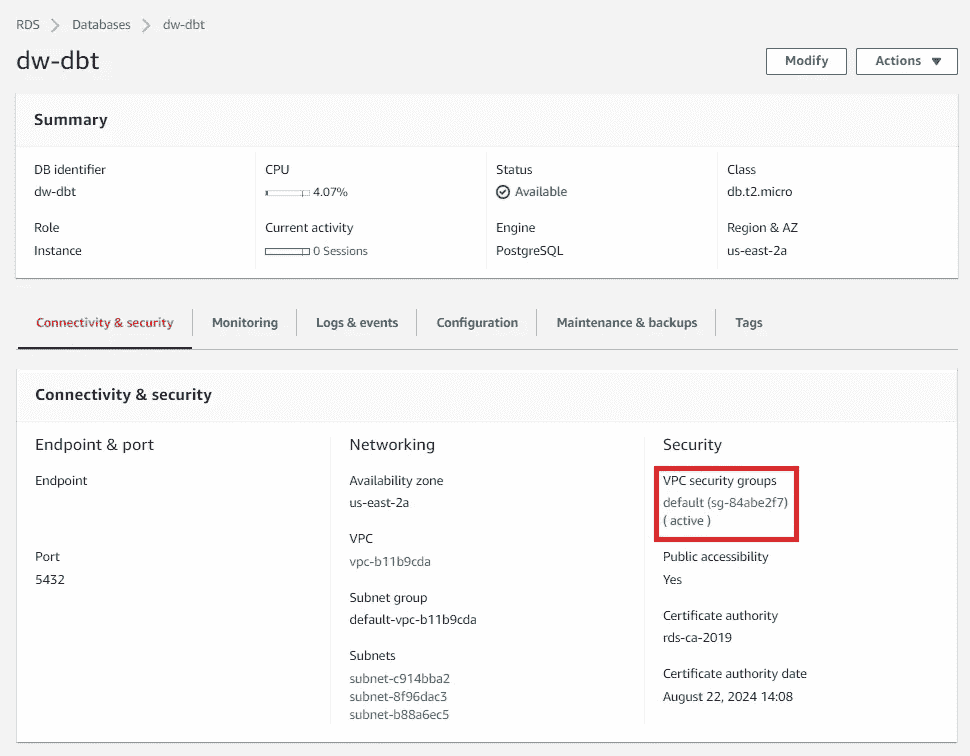 RDS Databases dw-dbt
dw-dbt
Modify
Actions
Summary
DB identifier
dw-dbt
CPU
4.07%
Status
Available
Class
db.t2.micro
Role
Instance
Current activity
0 Sessions
Engine
PostgreSQL
Region & AZ
us-east-2a
Connectivity & security
Monitoring
Logs & events
Configuration
Maintenance & backups
Tags
Connectivity & security
Endpoint & port
Endpoint
Port
5432
Networking
Availability zone
us-east-2a
VPC
vpc-b11b9cda
Subnet group
default-vpc-b11b9cda
Subnets
subnet-c914bba2
subnet-8f96dac3
subnet-b88a6ec5
Security
VPC security groups
default (sg-84abe2f7)
( active )
Public accessibility
Yes
Certificate authority
rds-ca-2019
Certificate authority date
August 22, 2024 14:08